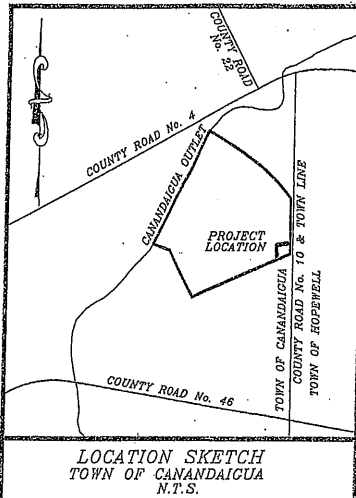 COUNTY ROAD
No. 22
COUNTY ROAD No. 4
CANANDAIGUA OUTLET
PROJECT
LOCATION
TOWN OF CANANDAIGUA
COUNTY ROAD No. 10 & TOWN LINE
TOWN OF HOPEWELL
COUNTY ROAD No. 46
LOCATION SKETCH
TOWN OF CANANDAIGUA
N.T.S.